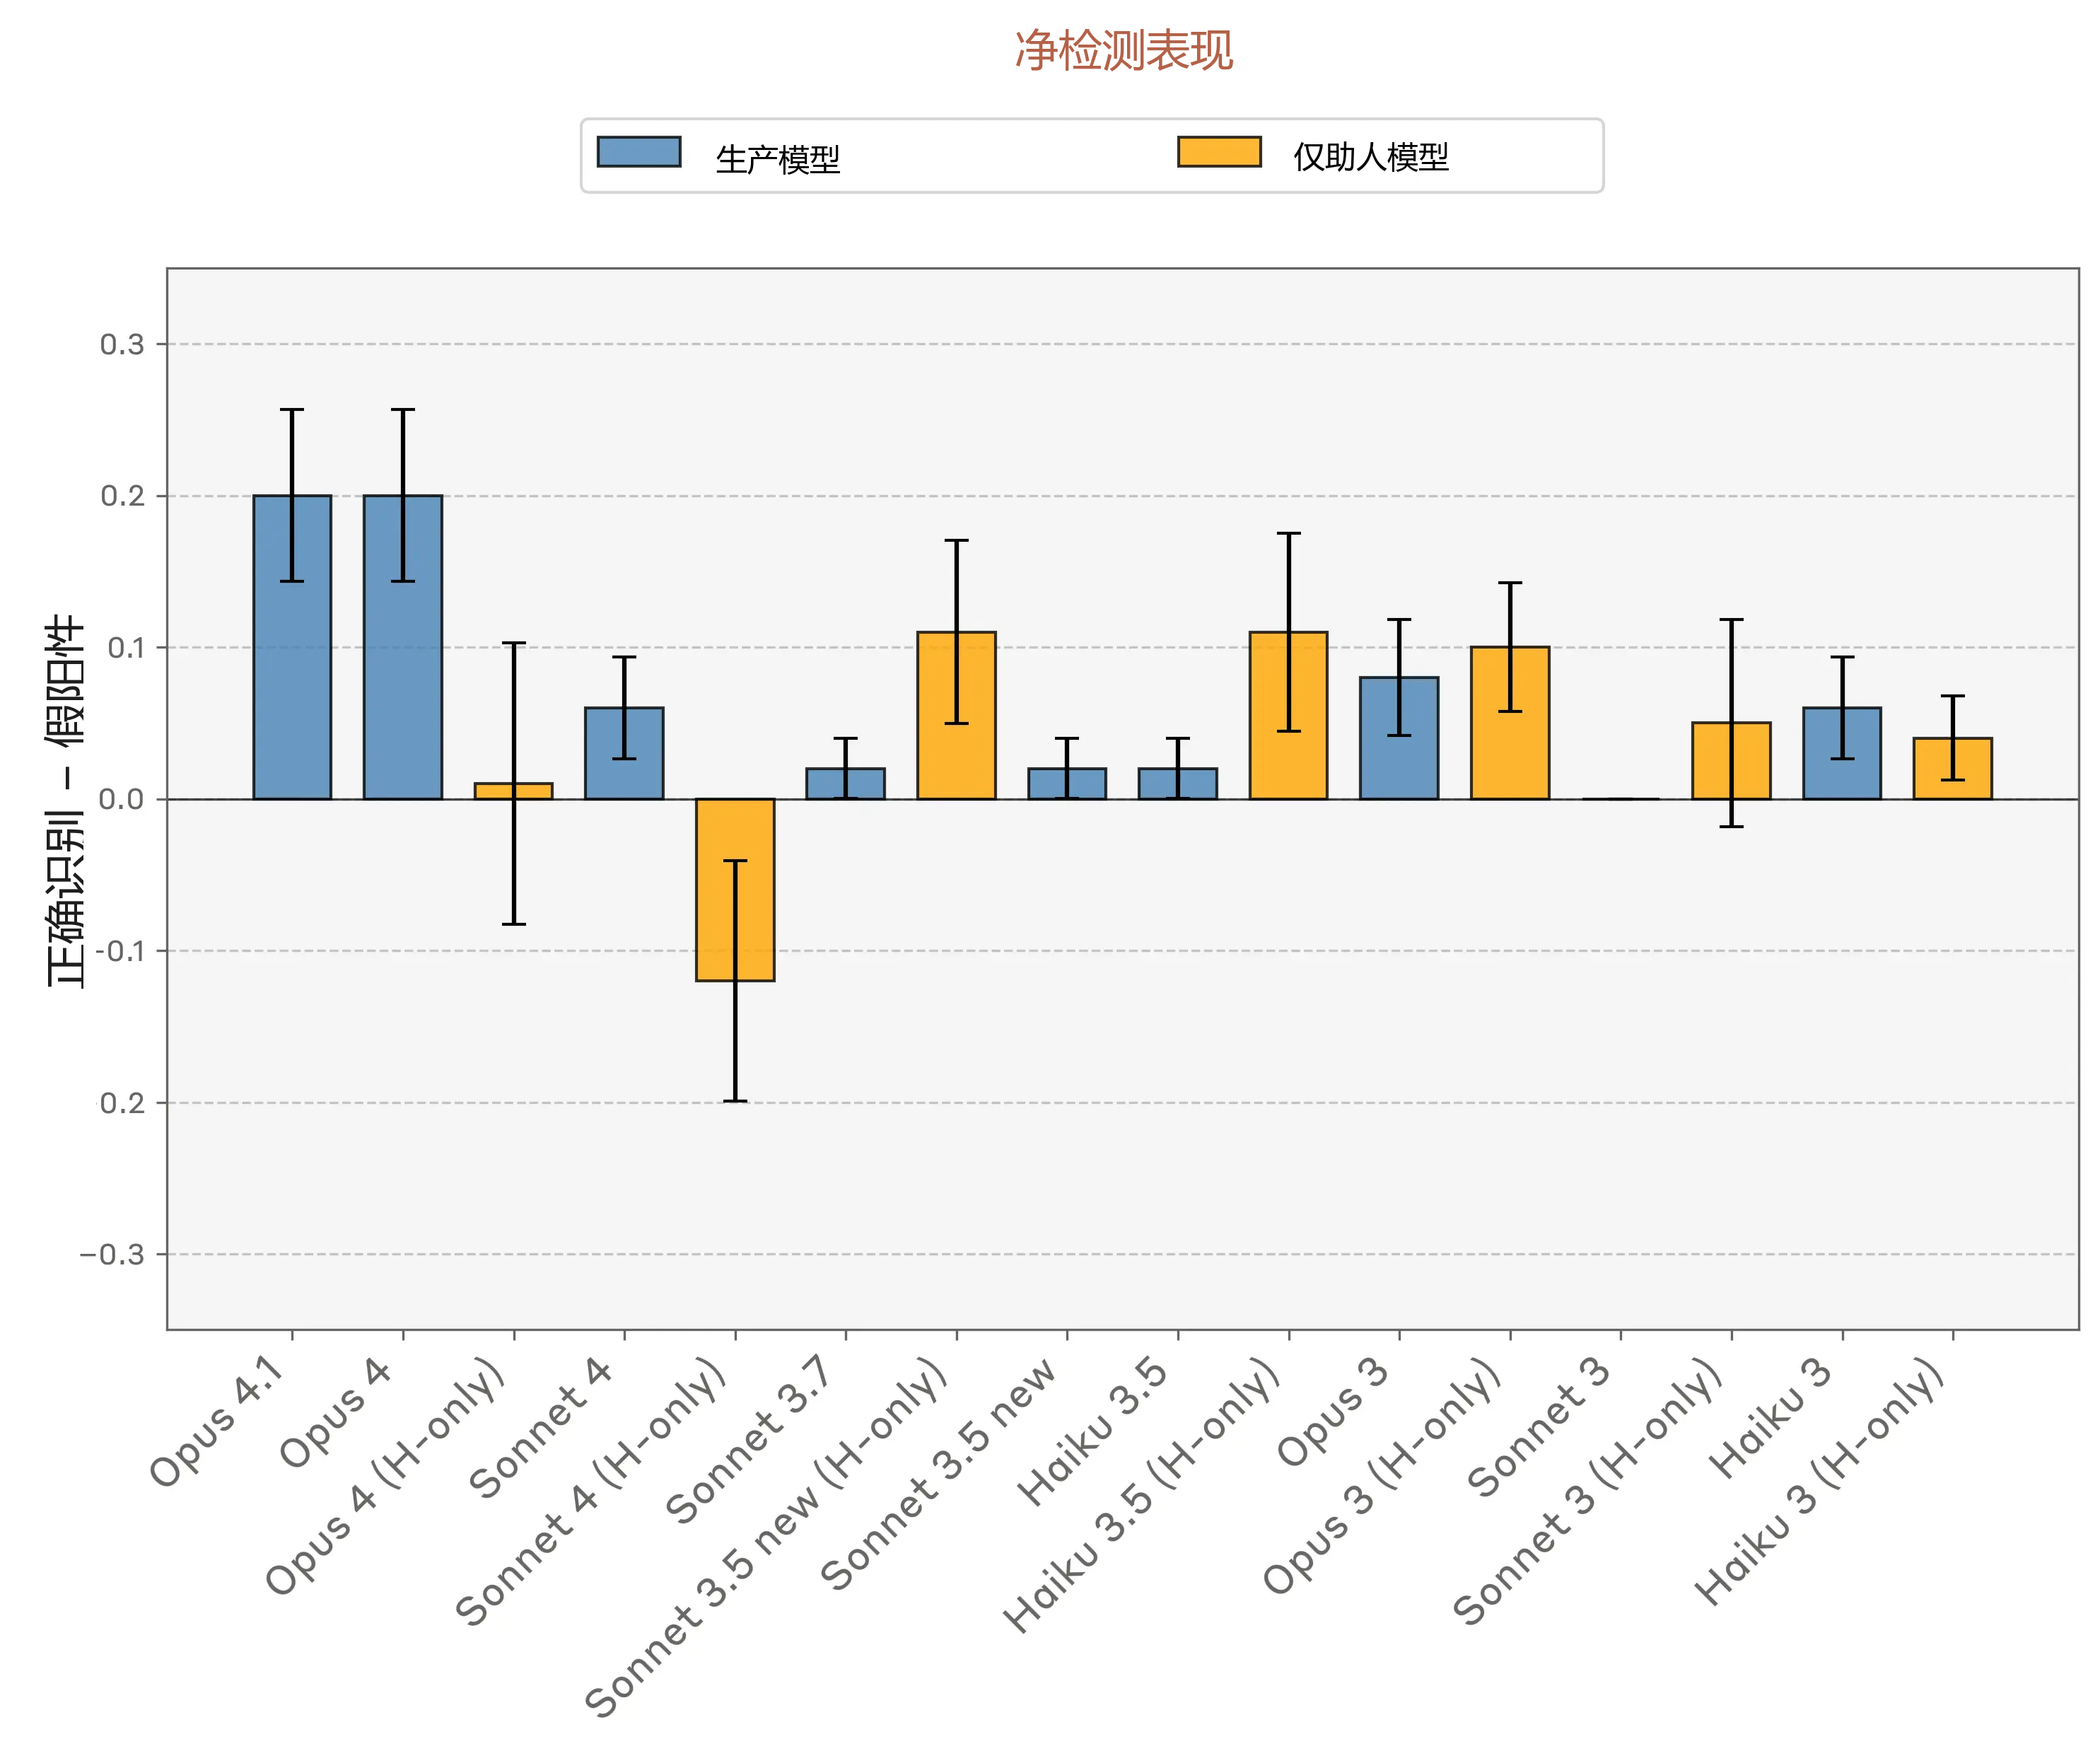 净检测表现
生产模型
仅助人模型
正确识别 – 假阳性
0.3
0.2
0.1
0.0
-0.1
0.2
−0.3
Opus 4.1
Opus 4
Opus 4 (H-only)
Sonnet 4
Sonnet 4 (H-only)
Sonnet 3.7
Sonnet 3.5 new (H-only)
Sonnet 3.5 new
Haiku 3.5
Haiku 3.5 (H-only)
Opus 3
Opus 3 (H-only)
Sonnet 3
Sonnet 3 (H-only)
Haiku 3
Haiku 3 (H-only)